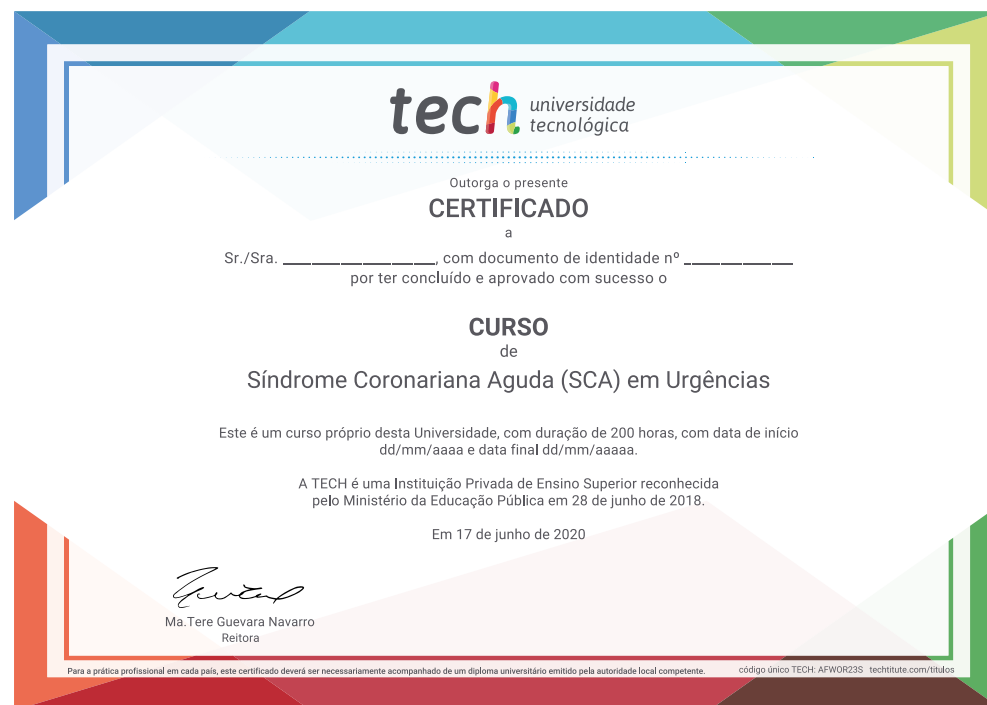 tech universidade
tecnológica
Outorga o presente
CERTIFICADO
a
Sr./Sra. ________________, com documento de identidade nº ____________
por ter concluído e aprovado com sucesso o
CURSO
de
Síndrome Coronariana Aguda (SCA) em Urgências
Este é um curso próprio desta Universidade, com duração de 200 horas, com data de início
dd/mm/aaaa e data final dd/mm/aaaaa.
A TECH é uma Instituição Privada de Ensino Superior reconhecida
pelo Ministério da Educação Pública em 28 de junho de 2018.
Em 17 de junho de 2020
Ma.Tere Guevara Navarro
Reitora
Para a prática profissional em cada país, este certificado deverá ser necessariamente acompanhado de um diploma universitário emitido pela autoridade local competente.
código único TECH: AFWOR23S techtitute.com/titulos